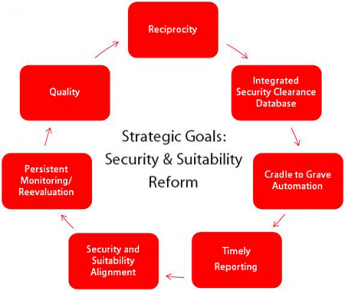 Reciprocity
Integrated
Security Clearance
Database
Cradle to Grave
Automation
Timely
Reporting
Security and
Suitability
Alignment
Persistent
Monitoring/
Reevaluation
Quality
Strategic Goals:
Security & Suitability
Reform